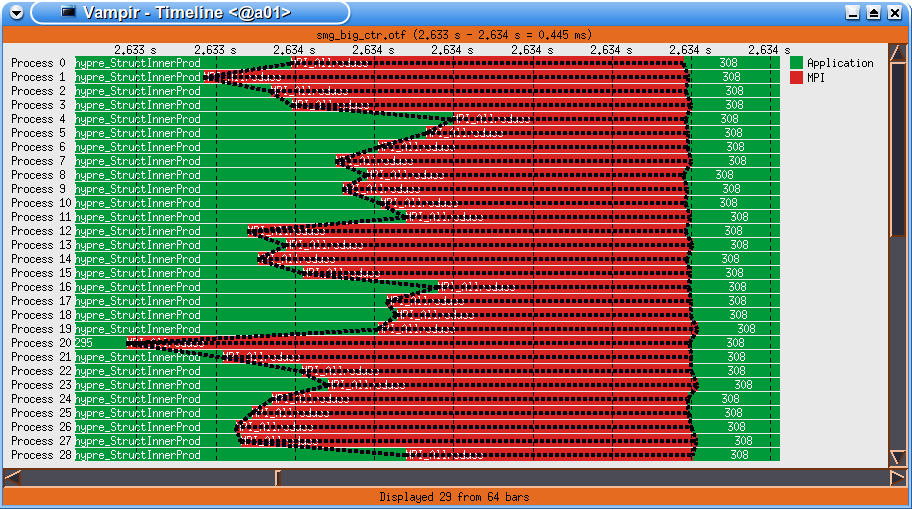 Vampir - Timeline <@a01>
smg_big_ctr.otf (2.633 s - 2.634 s = 0.445 ms)
2.633 s 2.633 s 2.634 s 2.634 s 2.634 s 2.634 s 2.634 s 2.634 s 2.634 s
Process 0 hypre_StructInnerProd MPI_Allreduce 308 Application
Process 1 hypre_StructInnerProd MPI_Allreduce 308 MPI
Process 2 hypre_StructInnerProd MPI_Allreduce 308
Process 3 hypre_StructInnerProd MPI_Allreduce 308
Process 4 hypre_StructInnerProd MPI_Allreduce 308
Process 5 hypre_StructInnerProd MPI_Allreduce 308
Process 6 hypre_StructInnerProd MPI_Allreduce 308
Process 7 hypre_StructInnerProd MPI_Allreduce 308
Process 8 hypre_StructInnerProd MPI_Allreduce 308
Process 9 hypre_StructInnerProd MPI_Allreduce 308
Process 10 hypre_StructInnerProd MPI_Allreduce 308
Process 11 hypre_StructInnerProd MPI_Allreduce 308
Process 12 hypre_StructInnerProd MPI_Allreduce 308
Process 13 hypre_StructInnerProd MPI_Allreduce 308
Process 14 hypre_StructInnerProd MPI_Allreduce 308
Process 15 hypre_StructInnerProd MPI_Allreduce 308
Process 16 hypre_StructInnerProd MPI_Allreduce 308
Process 17 hypre_StructInnerProd MPI_Allreduce 308
Process 18 hypre_StructInnerProd MPI_Allreduce 308
Process 19 hypre_StructInnerProd MPI_Allreduce 308
Process 20 295 MPI_Allreduce 308
Process 21 hypre_StructInnerProd MPI_Allreduce 308
Process 22 hypre_StructInnerProd MPI_Allreduce 308
Process 23 hypre_StructInnerProd MPI_Allreduce 308
Process 24 hypre_StructInnerProd MPI_Allreduce 308
Process 25 hypre_StructInnerProd MPI_Allreduce 308
Process 26 hypre_StructInnerProd MPI_Allreduce 308
Process 27 hypre_StructInnerProd MPI_Allreduce 308
Process 28 hypre_StructInnerProd MPI_Allreduce 308
Displayed 29 from 64 bars